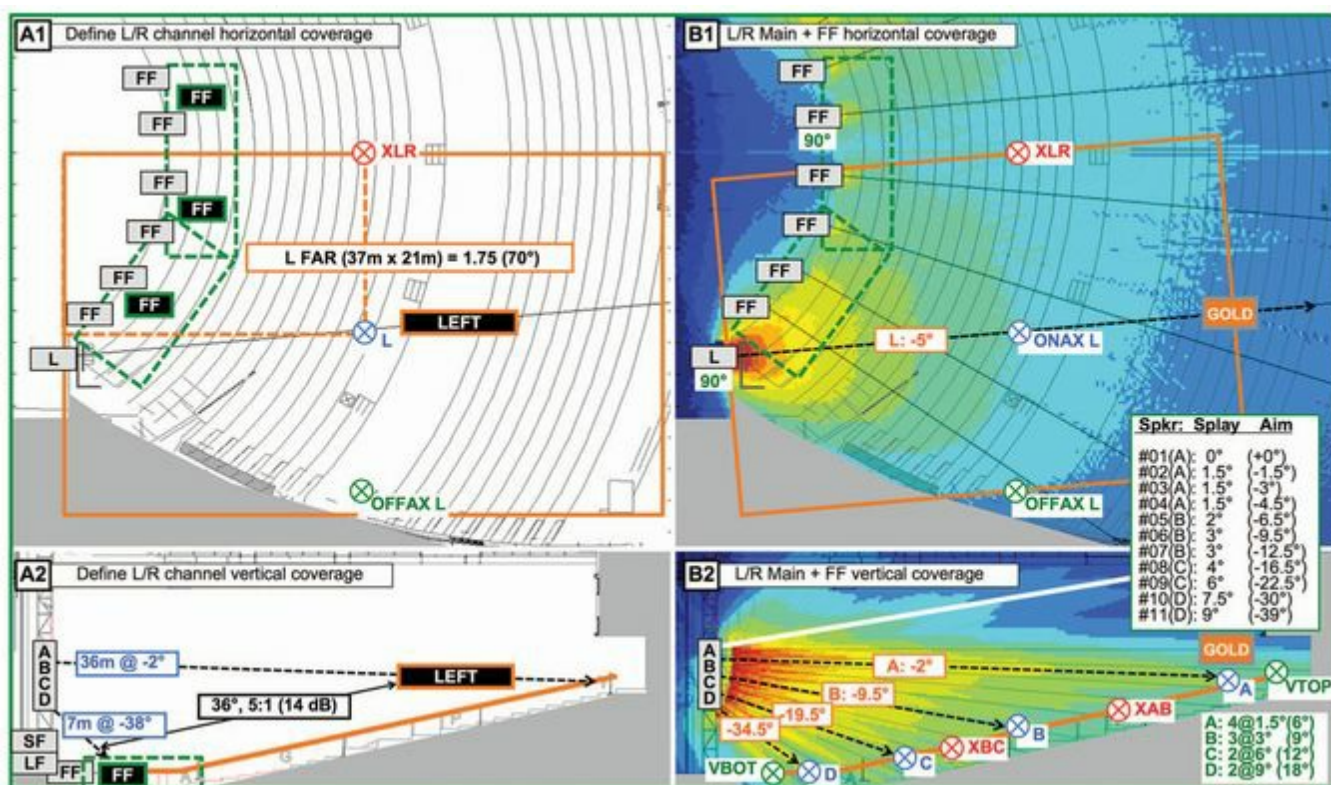 A1 Define L/R channel horizontal coverage
FF
FF
FF
XLR
FF
FF
FF
L FAR (37m x 21m) = 1.75 (70°)
FF
FF
FF
LEFT
L
L
OFFAX L
B1 L/R Main + FF horizontal coverage
FF
FF
90°
XLR
FF
FF
FF
FF
GOLD
L
L: -5°
ONAX L
90°
OFFAX L
Spkr: Splay Aim
#01(A): 0° (+0°)
#02(A): 1.5° (-1.5°)
#03(A): 1.5° (-3°)
#04(A): 1.5° (-4.5°)
#05(B): 2° (-6.5°)
#06(B): 3° (-9.5°)
#07(B): 3° (-12.5°)
#08(C): 4° (-16.5°)
#09(C): 6° (-22.5°)
#10(D): 7.5° (-30°)
#11(D): 9° (-39°)
A2 Define L/R channel vertical coverage
A
B
C
D
36m @ -2°
LEFT
36°, 5:1 (14 dB)
7m @ -38°
SF
LF
FF
FF
B2 L/R Main + FF vertical coverage
GOLD
A
B
C
D
A: -2°
VTOP
A
B: -9.5°
XAB
-19.5°
-34.5°
B
XBC
C
VBOT
D
A: 4@1.5°(6°)
B: 3@3° (9°)
C: 2@6° (12°)
D: 2@9° (18°)